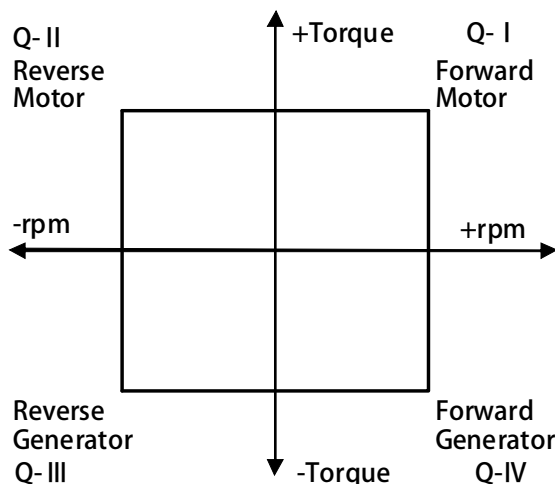 Q- II
Reverse
Motor
+Torque
Q- I
Forward
Motor
-rpm
+rpm
Reverse
Generator
Q- III
-Torque
Forward
Generator
Q-IV